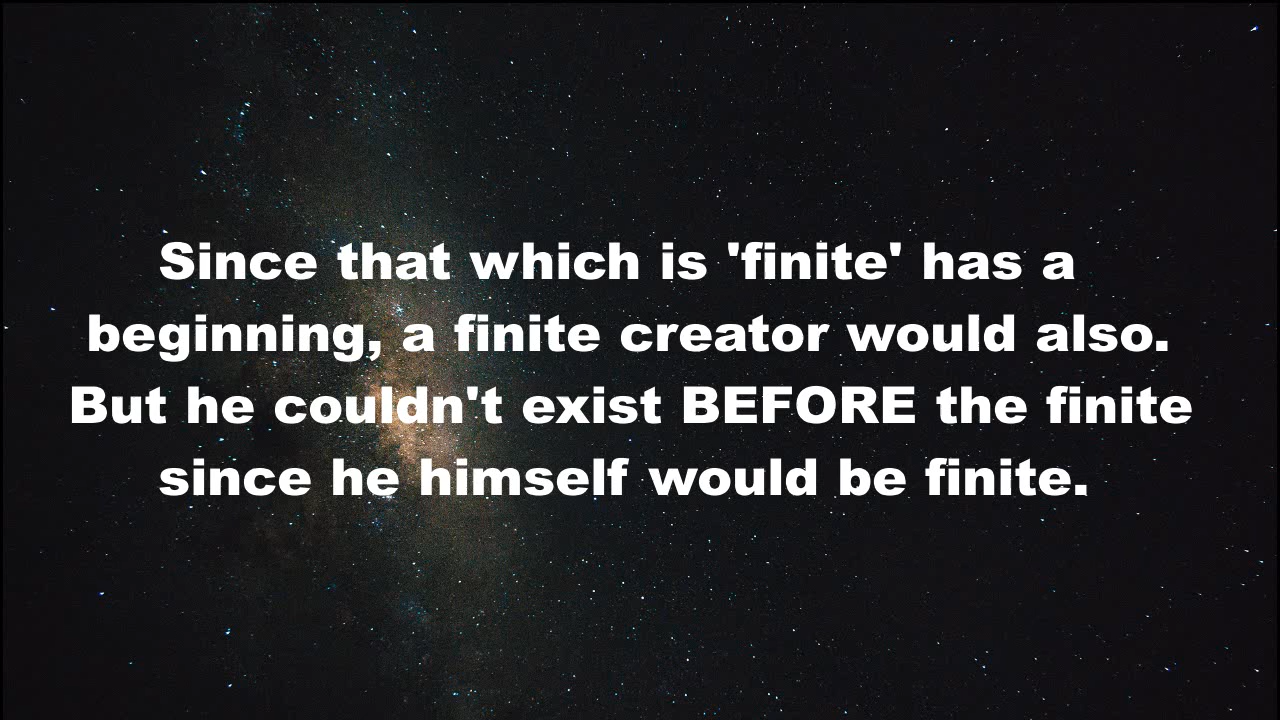 Since that which is 'finite' has a
beginning, a finite creator would also.
But he couldn't exist BEFORE the finite
since he himself would be finite.